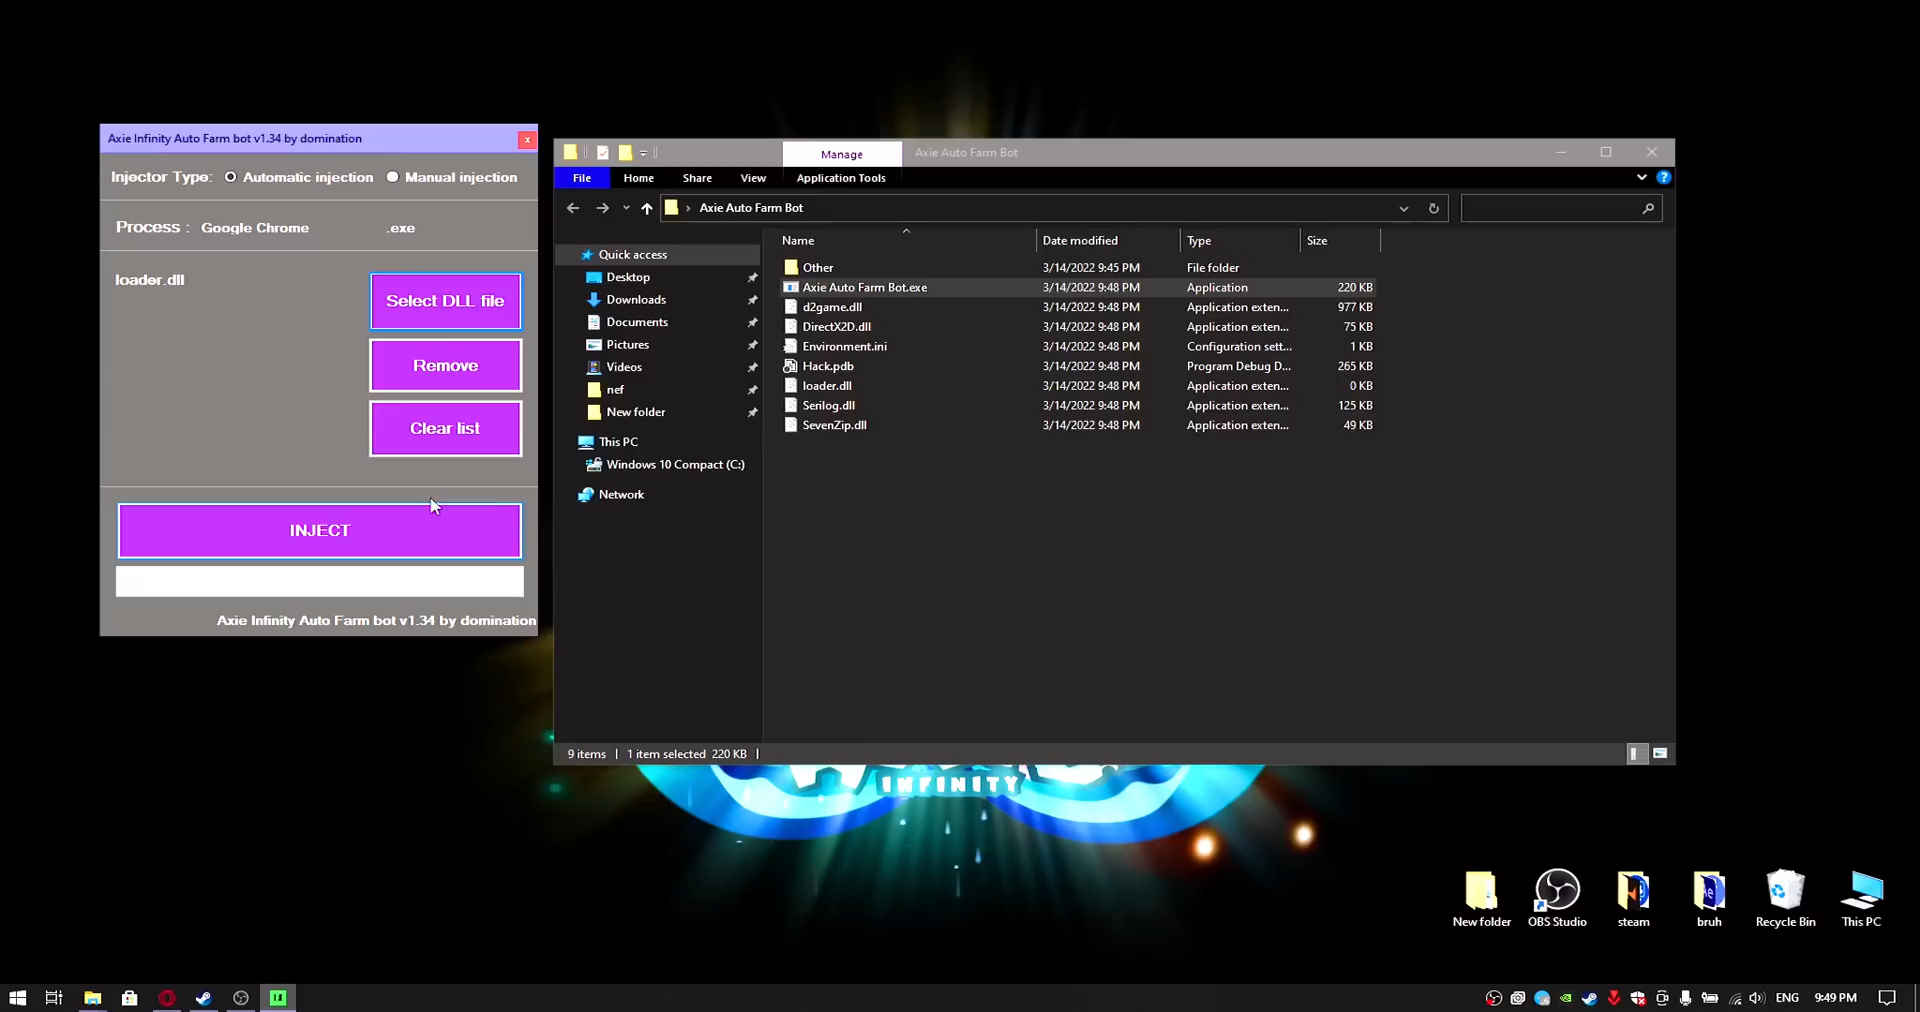 Axie Infinity Auto Farm bot v1.34 by domination
x
Injector Type: Automatic injection Manual injection
Process : Google Chrome .exe
loader.dll
Select DLL file
Remove
Clear list
INJECT
Axie Infinity Auto Farm bot v1.34 by domination
Manage Axie Auto Farm Bot
File Home Share View Application Tools
Axie Auto Farm Bot
Quick access
Desktop
Downloads
Documents
Pictures
Videos
nef
New folder
This PC
Windows 10 Compact (C:)
Network
Name Date modified Type Size
Other 3/14/2022 9:45 PM File folder
Axie Auto Farm Bot.exe 3/14/2022 9:48 PM Application 220 KB
d2game.dll 3/14/2022 9:48 PM Application exten... 977 KB
DirectX2D.dll 3/14/2022 9:48 PM Application exten... 75 KB
Environment.ini 3/14/2022 9:48 PM Configuration sett... 1 KB
Hack.pdb 3/14/2022 9:48 PM Program Debug D... 265 KB
loader.dll 3/14/2022 9:48 PM Application exten... 0 KB
Serilog.dll 3/14/2022 9:48 PM Application exten... 125 KB
SevenZip.dll 3/14/2022 9:48 PM Application exten... 49 KB
9 items 1 item selected 220 KB
INFINITY
New folder
OBS Studio
steam
bruh
Recycle Bin
This PC
ENG 9:49 PM